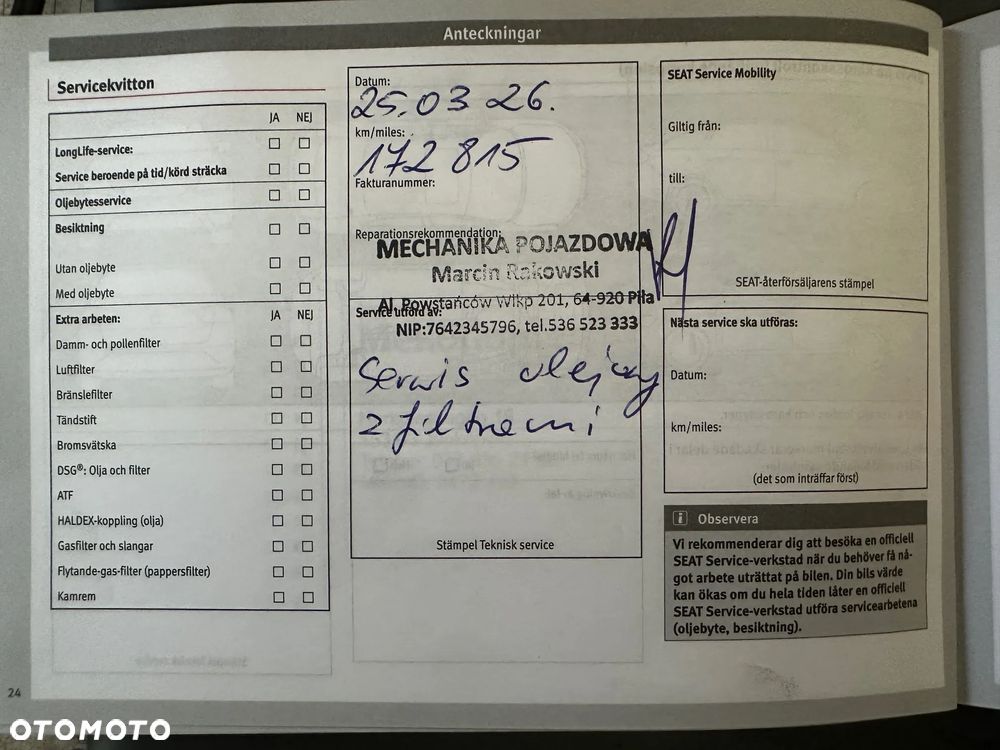 Anteckningar
Servicekvitton
JA NEJ
LongLife-service:
Service beroende på tid/körd sträcka
Oljebytesservice
Besiktning
Utan oljebyte
Med oljebyte
Extra arbeten: JA NEJ
Damm- och pollenfilter
Luftfilter
Bränslefilter
Tändstift
Bromsvätska
DSG®: Olja och filter
ATF
HALDEX-koppling (olja)
Gasfilter och slangar
Flytande-gas-filter (pappersfilter)
Kamrem
Datum:
25.03 26.
km/miles:
172 815
Fakturanummer:
Reparationsrekommendation:
MECHANIKA POJAZDOWA
Marcin Rakowski
Al. Powstańców Wlkp 201, 64-920 Piła
Service utförd av:
NIP:7642345796, tel.536 523 333
Serwis olejowy
z filtrami
Stämpel Teknisk service
SEAT Service Mobility
Giltig från:
till:
SEAT-återförsäljarens stämpel
Nästa service ska utföras:
Datum:
km/miles:
(det som inträffar först)
i Observera
Vi rekommenderar dig att besöka en officiell
SEAT Service-verkstad när du behöver få nå-
got arbete uträttat på bilen. Din bils värde
kan ökas om du hela tiden låter en officiell
SEAT Service-verkstad utföra servicearbetena
(oljebyte, besiktning).
24
OTOMOTO